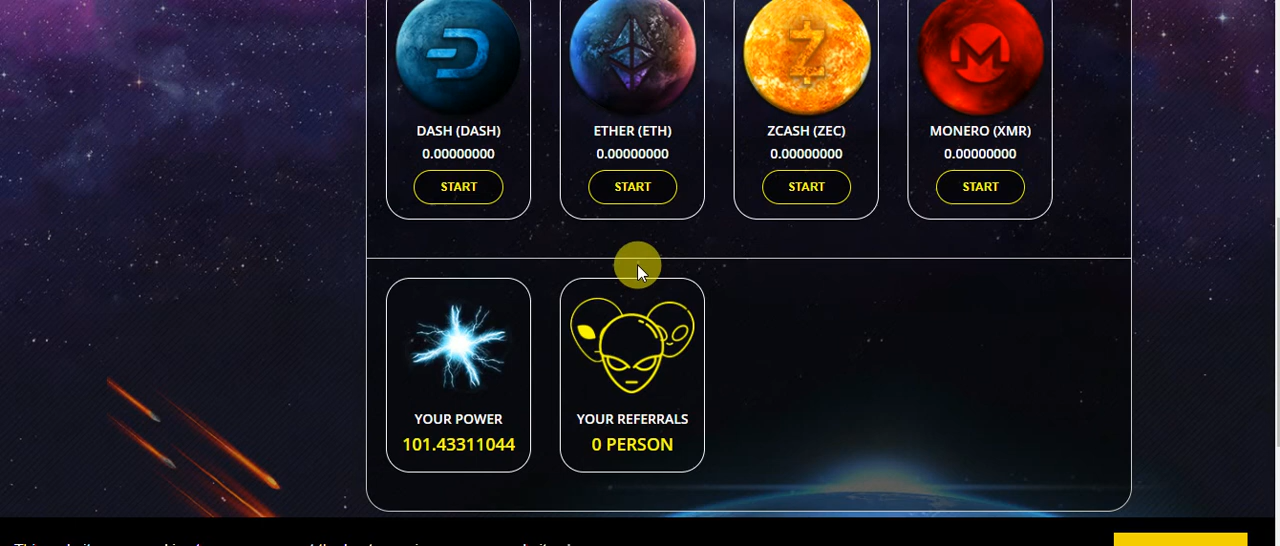 DASH (DASH)
0.00000000
START
ETHER (ETH)
0.00000000
START
ZCASH (ZEC)
0.00000000
START
MONERO (XMR)
0.00000000
START
YOUR POWER
101.43311044
YOUR REFERRALS
0 PERSON